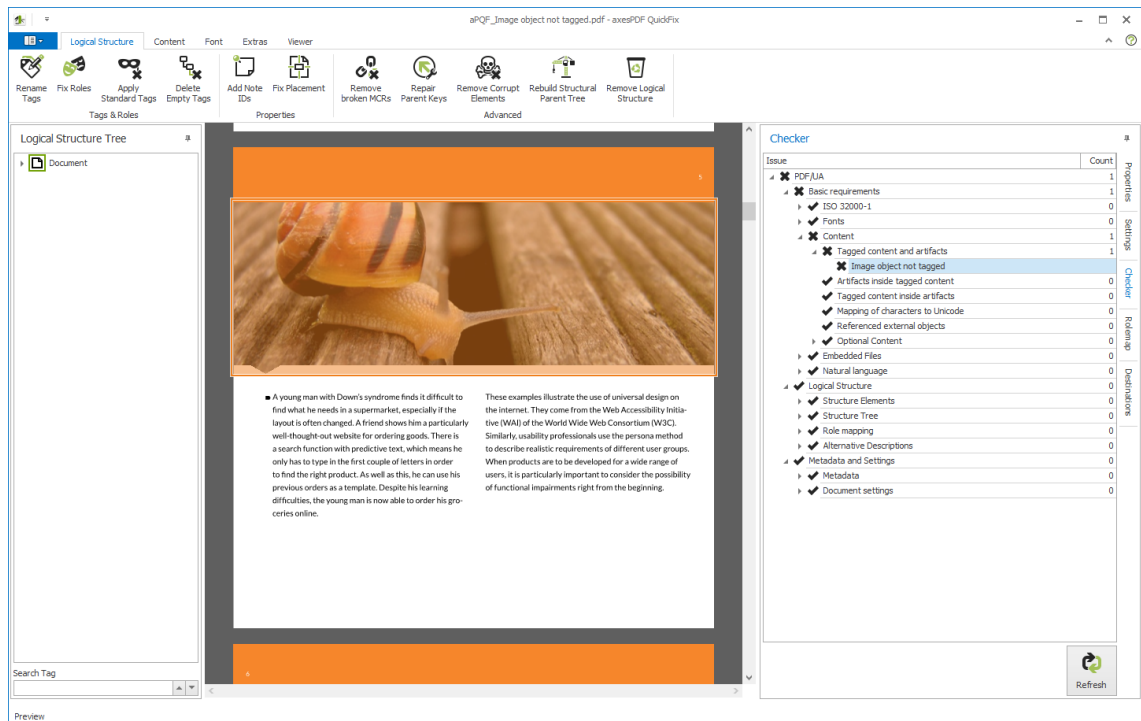 aPQF_Image object not tagged.pdf - axesPDF QuickFix
Logical Structure Content Font Extras Viewer
Rename Tags
Fix Roles
Apply Standard Tags
Delete Empty Tags
Add Note IDs
Fix Placement
Remove broken MCRs
Repair Parent Keys
Remove Corrupt Elements
Rebuild Structural Parent Tree
Remove Logical Structure
Tags & Roles
Properties
Advanced
Logical Structure Tree
Document
Search Tag
Preview
5
A young man with Down's syndrome finds it difficult to
find what he needs in a supermarket, especially if the
layout is often changed. A friend shows him a particularly
well-thought-out website for ordering goods. There is
a search function with predictive text, which means he
only has to type in the first couple of letters in order
to find the right product. As well as this, he can use his
previous orders as a template. Despite his learning
difficulties, the young man is now able to order his gro-
ceries online.
These examples illustrate the use of universal design on
the internet. They come from the Web Accessibility Initia-
tive (WAI) of the World Wide Web Consortium (W3C).
Similarly, usability professionals use the persona method
to describe realistic requirements of different user groups.
When products are to be developed for a wide range of
users, it is particularly important to consider the possibility
of functional impairments right from the beginning.
6
Checker
Issue Count
PDF/UA 1
Basic requirements 1
ISO 32000-1 0
Fonts 0
Content 1
Tagged content and artifacts 1
Image object not tagged
Artifacts inside tagged content 0
Tagged content inside artifacts 0
Mapping of characters to Unicode 0
Referenced external objects 0
Optional Content 0
Embedded Files 0
Natural language 0
Logical Structure 0
Structure Elements 0
Structure Tree 0
Role mapping 0
Alternative Descriptions 0
Metadata and Settings 0
Metadata 0
Document settings 0
Refresh
Properties
Settings
Checker
Rolemap
Destinations